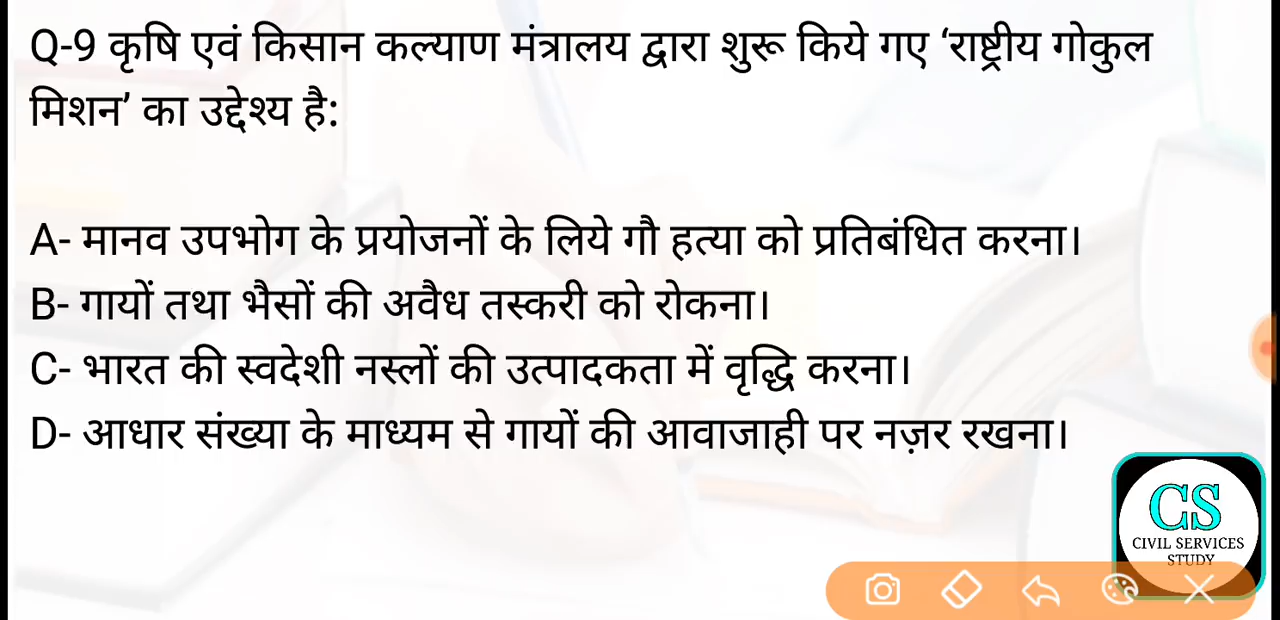 Q-9 कृषि एवं किसान कल्याण मंत्रालय द्वारा शुरू किये गए ‘राष्ट्रीय गोकुल
मिशन’ का उद्देश्य है:
A- मानव उपभोग के प्रयोजनों के लिये गौ हत्या को प्रतिबंधित करना।
B- गायों तथा भैसों की अवैध तस्करी को रोकना।
C- भारत की स्वदेशी नस्लों की उत्पादकता में वृद्धि करना।
D- आधार संख्या के माध्यम से गायों की आवाजाही पर नज़र रखना।
CS
CIVIL SERVICES
STUDY